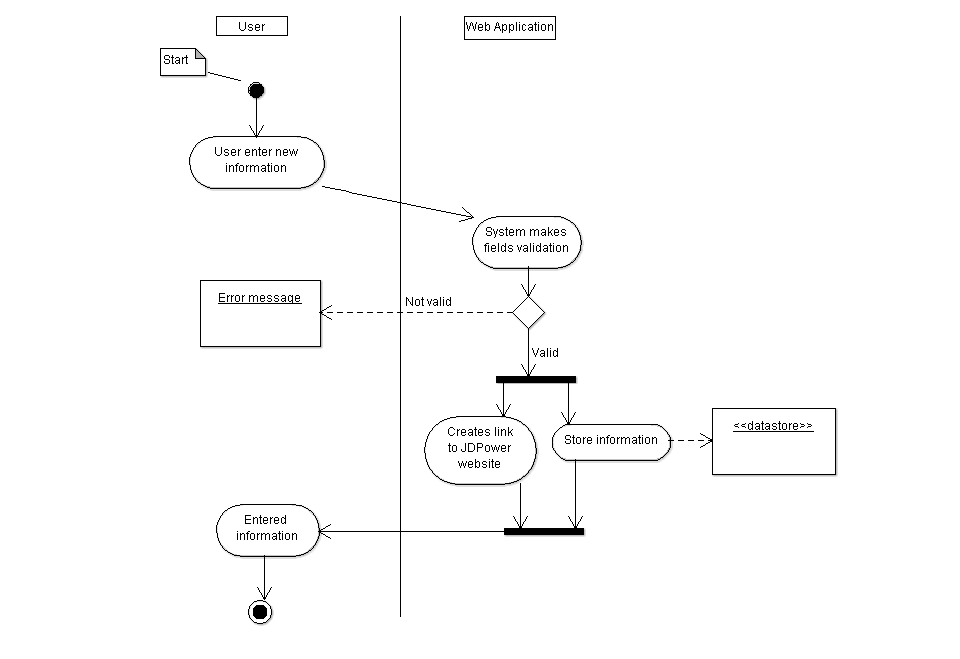 User
Web Application
Start
User enter new
information
System makes
fields validation
Error message
Not valid
Valid
Creates link
to JDPower
website
Store information
<<datastore>>
Entered
information